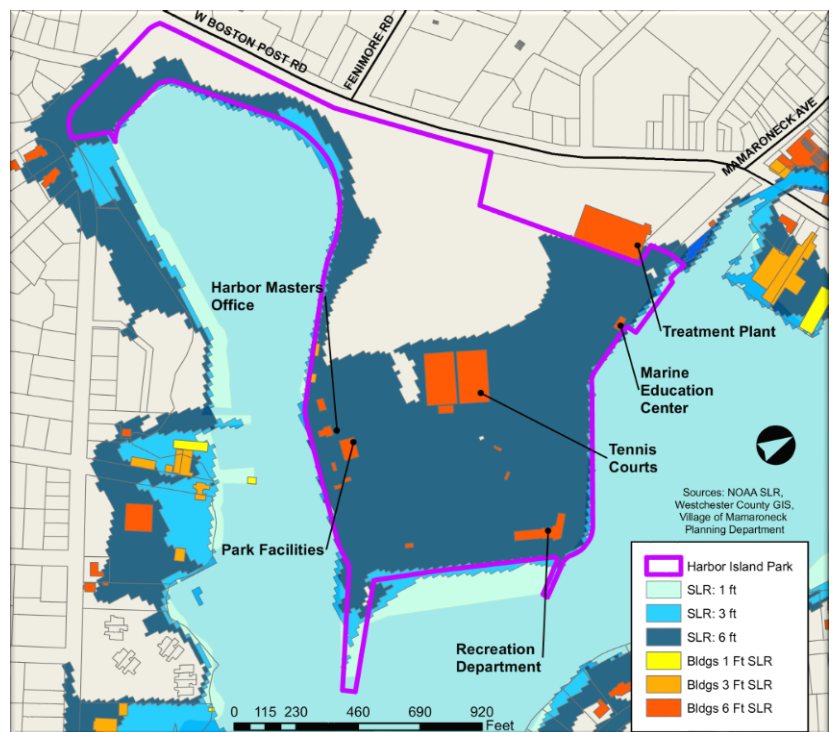 W BOSTON POST RD
FENIMORE RD
MAMARONECK AVE
Harbor Masters
Office
Treatment Plant
Marine
Education
Center
Tennis
Courts
Park Facilities
Recreation
Department
Sources: NOAA SLR,
Westchester County GIS,
Village of Mamaroneck
Planning Department
Harbor Island Park
SLR: 1 ft
SLR: 3 ft
SLR: 6 ft
Bldgs 1 Ft SLR
Bldgs 3 Ft SLR
Bldgs 6 Ft SLR
0 115 230 460 690 920
Feet